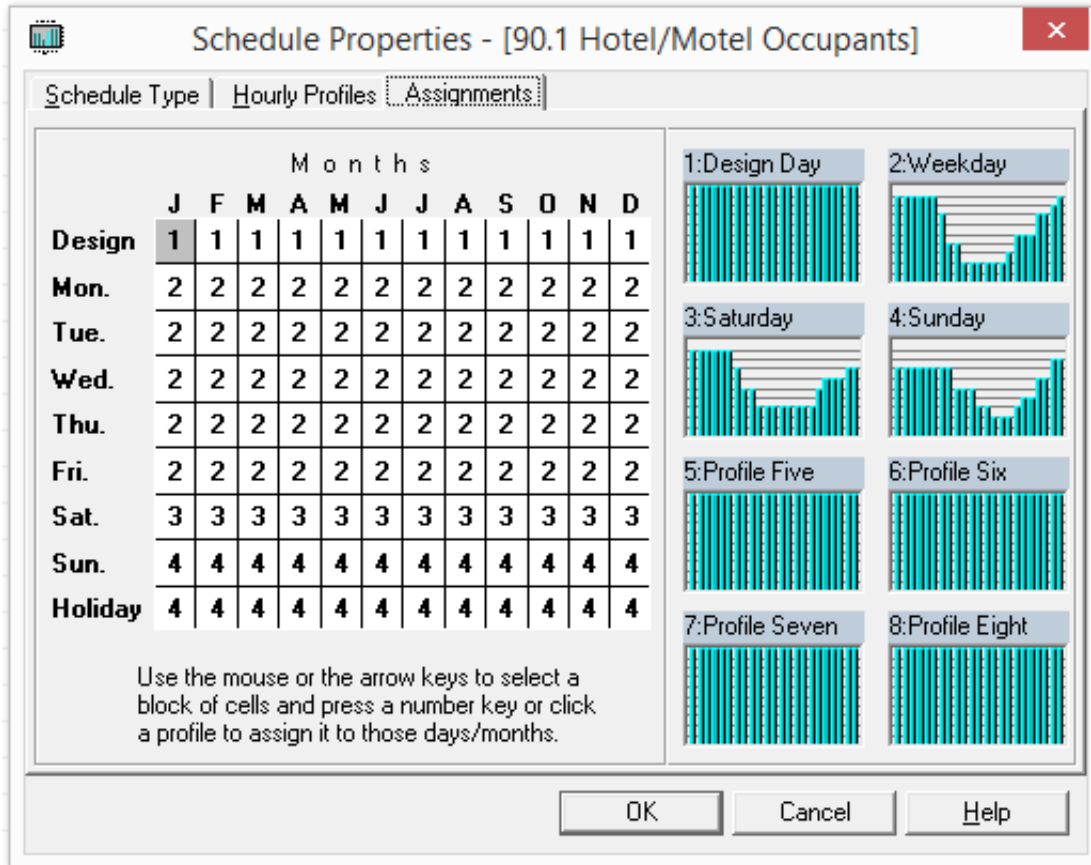 Schedule Properties - [90.1 Hotel/Motel Occupants]
Schedule Type Hourly Profiles Assignments
Months
J F M A M J J A S O N D
Design 1 1 1 1 1 1 1 1 1 1 1 1
Mon. 2 2 2 2 2 2 2 2 2 2 2 2
Tue. 2 2 2 2 2 2 2 2 2 2 2 2
Wed. 2 2 2 2 2 2 2 2 2 2 2 2
Thu. 2 2 2 2 2 2 2 2 2 2 2 2
Fri. 2 2 2 2 2 2 2 2 2 2 2 2
Sat. 3 3 3 3 3 3 3 3 3 3 3 3
Sun. 4 4 4 4 4 4 4 4 4 4 4 4
Holiday 4 4 4 4 4 4 4 4 4 4 4 4
Use the mouse or the arrow keys to select a
block of cells and press a number key or click
a profile to assign it to those days/months.
1:Design Day
2:Weekday
3:Saturday
4:Sunday
5:Profile Five
6:Profile Six
7:Profile Seven
8:Profile Eight
OK Cancel Help